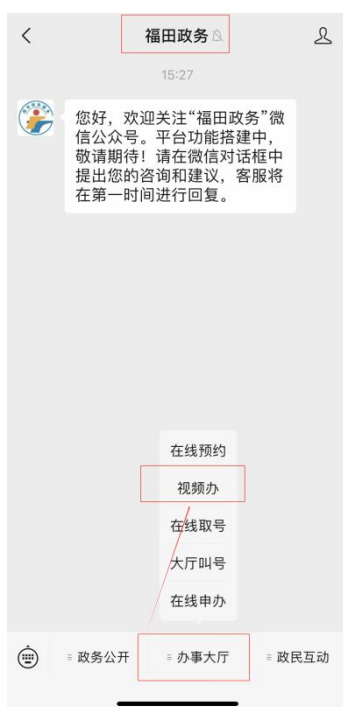 福田政务
15:27
您好，欢迎关注“福田政务”微
信公众号。平台功能搭建中，
敬请期待！请在微信对话框中
提出您的咨询和建议，客服将
在第一时间进行回复。
在线预约
视频办
在线取号
大厅叫号
在线申办
政务公开
办事大厅
政民互动